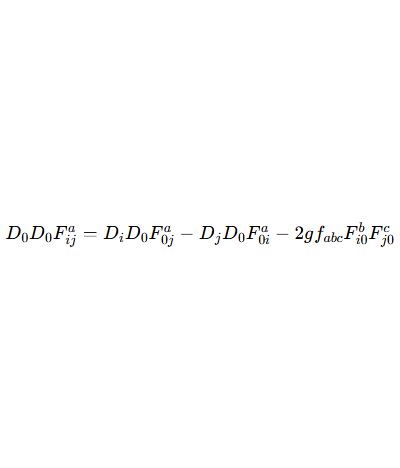 $D_0 D_0 F^a_{ij} = D_i D_0 F^a_{0j} - D_j D_0 F^a_{0i} - 2g f_{abc} F^b_{i0} F^c_{j0}$